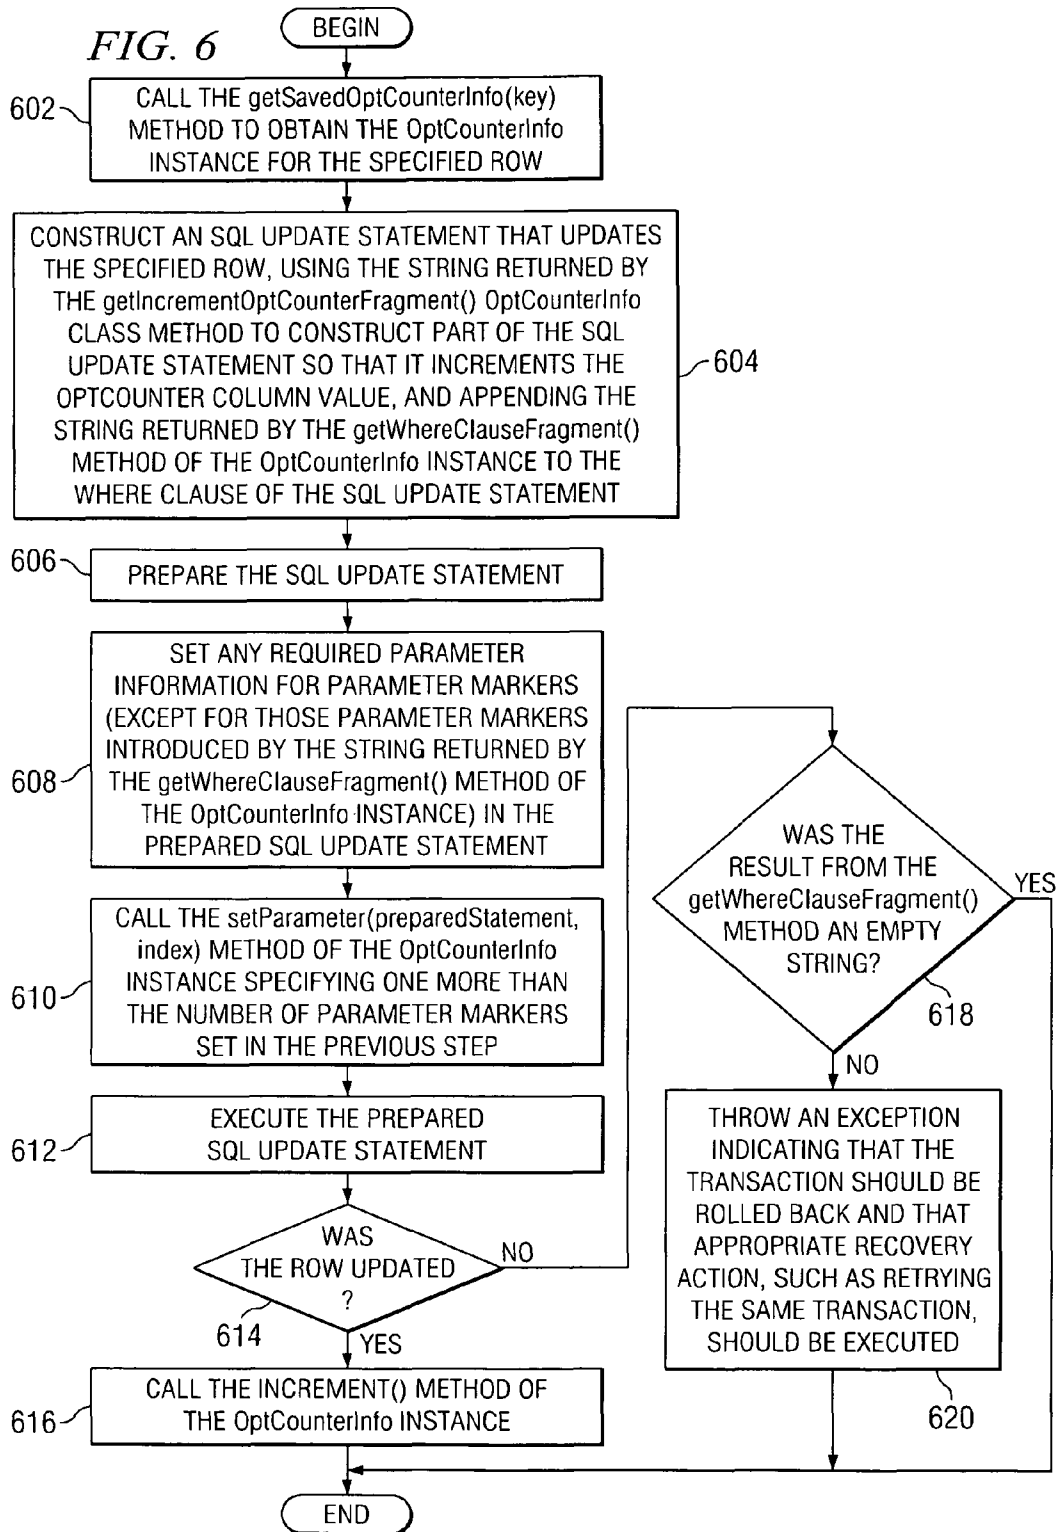 FIG. 6
BEGIN
602
CALL THE getSavedOptCounterInfo(key)
METHOD TO OBTAIN THE OptCounterInfo
INSTANCE FOR THE SPECIFIED ROW
CONSTRUCT AN SQL UPDATE STATEMENT THAT UPDATES
THE SPECIFIED ROW, USING THE STRING RETURNED BY
THE getIncrementOptCounterFragment() OptCounterInfo
CLASS METHOD TO CONSTRUCT PART OF THE SQL
UPDATE STATEMENT SO THAT IT INCREMENTS THE
OPTCOUNTER COLUMN VALUE, AND APPENDING THE
STRING RETURNED BY THE getWhereClauseFragment()
METHOD OF THE OptCounterInfo INSTANCE TO THE
WHERE CLAUSE OF THE SQL UPDATE STATEMENT
604
606
PREPARE THE SQL UPDATE STATEMENT
608
SET ANY REQUIRED PARAMETER
INFORMATION FOR PARAMETER MARKERS
(EXCEPT FOR THOSE PARAMETER MARKERS
INTRODUCED BY THE STRING RETURNED BY
THE getWhereClauseFragment() METHOD OF
THE OptCounterInfo INSTANCE) IN THE
PREPARED SQL UPDATE STATEMENT
610
CALL THE setParameter(preparedStatement,
index) METHOD OF THE OptCounterInfo
INSTANCE SPECIFYING ONE MORE THAN
THE NUMBER OF PARAMETER MARKERS
SET IN THE PREVIOUS STEP
612
EXECUTE THE PREPARED
SQL UPDATE STATEMENT
WAS
THE ROW UPDATED
?
614
NO
YES
616
CALL THE INCREMENT() METHOD OF
THE OptCounterInfo INSTANCE
WAS THE
RESULT FROM THE
getWhereClauseFragment()
METHOD AN EMPTY
STRING?
YES
618
NO
THROW AN EXCEPTION
INDICATING THAT THE
TRANSACTION SHOULD BE
ROLLED BACK AND THAT
APPROPRIATE RECOVERY
ACTION, SUCH AS RETRYING
THE SAME TRANSACTION,
SHOULD BE EXECUTED
620
END